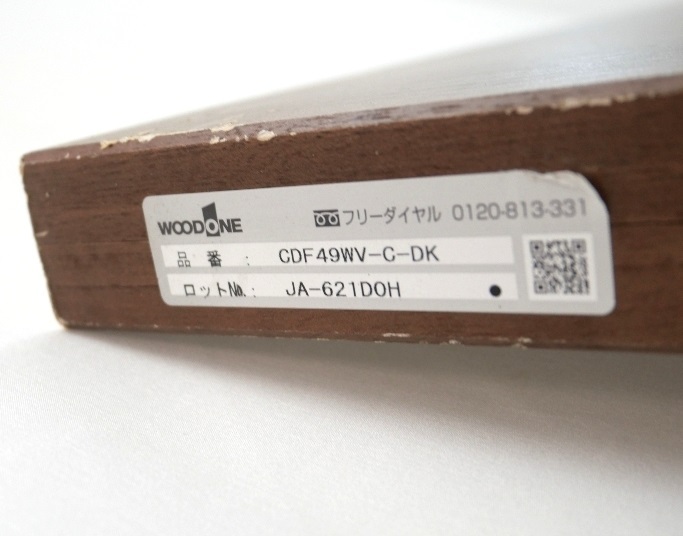 WOODONE フリーダイヤル 0120-813-331
品 番 : CDF49WV-C-DK
ロットNo. : JA-621D0H